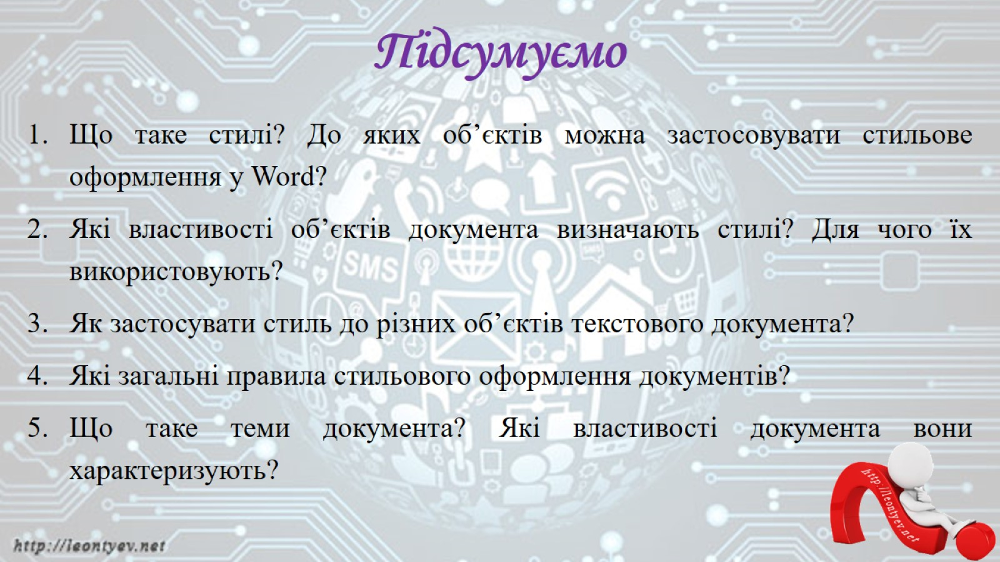 Підсумуємо
1. Що таке стилі? До яких об’єктів можна застосовувати стильове
оформлення у Word?
2. Які властивості об’єктів документа визначають стилі? Для чого їх
використовують?
3. Як застосувати стиль до різних об’єктів текстового документа?
4. Які загальні правила стильового оформлення документів?
5. Що таке теми документа? Які властивості документа вони
характеризують?
http://leontyev.net
http://leontyev.net
SMS
SMS
@